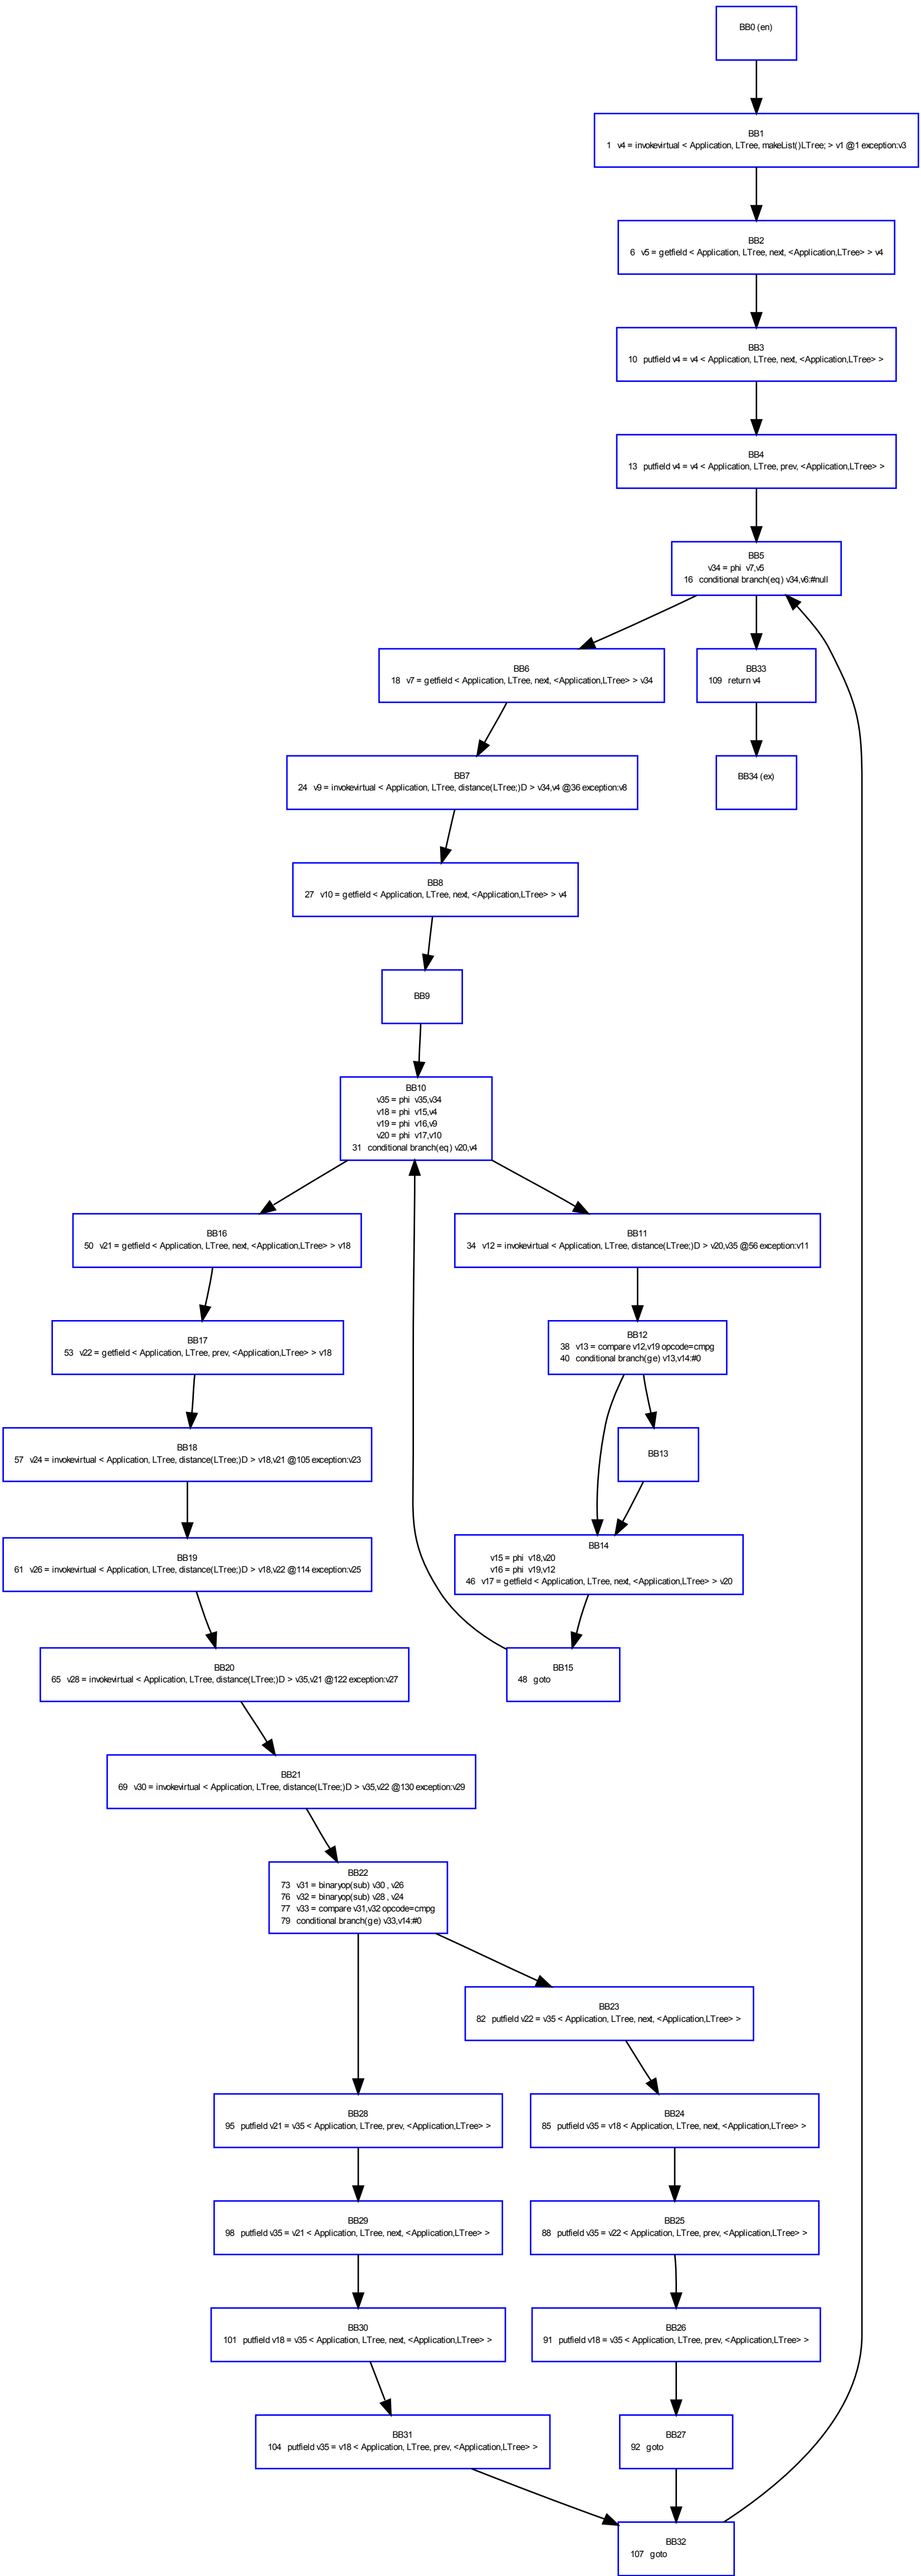 BB0 (en)
BB1
1 v4 = invokevirtual < Application, LTree, makeList()LTree; > v1 @1 exception:v3
BB2
6 v5 = getfield < Application, LTree, next, <Application,LTree> > v4
BB3
10 putfield v4 = v4 < Application, LTree, next, <Application,LTree> >
BB4
13 putfield v4 = v4 < Application, LTree, prev, <Application,LTree> >
BB5
v34 = phi v7,v5
16 conditional branch(eq) v34,v6:#null
BB6
18 v7 = getfield < Application, LTree, next, <Application,LTree> > v34
BB33
109 return v4
BB7
24 v9 = invokevirtual < Application, LTree, distance(LTree;)D > v34,v4 @36 exception:v8
BB34 (ex)
BB8
27 v10 = getfield < Application, LTree, next, <Application,LTree> > v4
BB9
BB10
v35 = phi v35,v34
v18 = phi v15,v4
v19 = phi v16,v9
v20 = phi v17,v10
31 conditional branch(eq) v20,v4
BB16
50 v21 = getfield < Application, LTree, next, <Application,LTree> > v18
BB11
34 v12 = invokevirtual < Application, LTree, distance(LTree;)D > v20,v35 @56 exception:v11
BB17
53 v22 = getfield < Application, LTree, prev, <Application,LTree> > v18
BB12
38 v13 = compare v12,v19 opcode=cmpg
40 conditional branch(ge) v13,v14:#0
BB18
57 v24 = invokevirtual < Application, LTree, distance(LTree;)D > v18,v21 @105 exception:v23
BB13
BB19
61 v26 = invokevirtual < Application, LTree, distance(LTree;)D > v18,v22 @114 exception:v25
BB14
v15 = phi v18,v20
v16 = phi v19,v12
46 v17 = getfield < Application, LTree, next, <Application,LTree> > v20
BB20
65 v28 = invokevirtual < Application, LTree, distance(LTree;)D > v35,v21 @122 exception:v27
BB15
48 goto
BB21
69 v30 = invokevirtual < Application, LTree, distance(LTree;)D > v35,v22 @130 exception:v29
BB22
73 v31 = binaryop(sub) v30 , v26
76 v32 = binaryop(sub) v28 , v24
77 v33 = compare v31,v32 opcode=cmpg
79 conditional branch(ge) v33,v14:#0
BB23
82 putfield v22 = v35 < Application, LTree, next, <Application,LTree> >
BB28
95 putfield v21 = v35 < Application, LTree, prev, <Application,LTree> >
BB24
85 putfield v35 = v18 < Application, LTree, next, <Application,LTree> >
BB29
98 putfield v35 = v21 < Application, LTree, next, <Application,LTree> >
BB25
88 putfield v35 = v22 < Application, LTree, prev, <Application,LTree> >
BB30
101 putfield v18 = v35 < Application, LTree, next, <Application,LTree> >
BB26
91 putfield v18 = v35 < Application, LTree, prev, <Application,LTree> >
BB31
104 putfield v35 = v18 < Application, LTree, prev, <Application,LTree> >
BB27
92 goto
BB32
107 goto